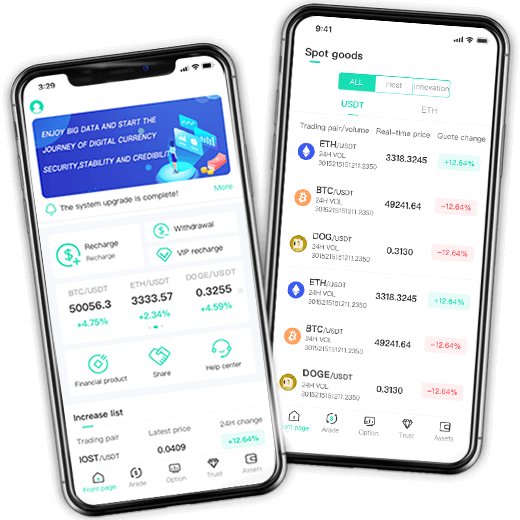 3:29
ENJOY BIG DATA AND START THE
JOURNEY OF DIGITAL CURRENCY
SECURITY,STABILITY AND CREDIBILIT
The system upgrade is complete!
More
Recharge
Recharge
Withdrawal
VIP recharge
BTC/USDT
ETH/USDT
DOGE/USDT
50056.3
3333.57
0.3255
+4.75%
+2.34%
+4.59%
Financial product
Share
Help center
Increase list
Trading pair
Latest price
24H change
IOST/USDT
0.0409
+12.64%
Front page
Arade
Option
Trust
Assets
9:41
Spot goods
ALL
Host
Innovation
USDT
ETH
Trading pair/volume
Real-time price
Quote change
ETH/USDT
24H VOL
3015215151211.2350
3318.3245
+12.64%
BTC/USDT
24H VOL
3015215151211.2350
49241.64
-12.64%
DOG/USDT
24H VOL
3015215151211.2350
0.3130
-12.64%
ETH/USDT
24H VOL
3015215151211.2350
3318.3245
+12.64%
BTC/USDT
24H VOL
3015215151211.2350
49241.64
-12.64%
DOGE/USDT
24H VOL
3015215151211.2350
0.3130
-12.64%
Front page
Arade
Option
Trust
Assets